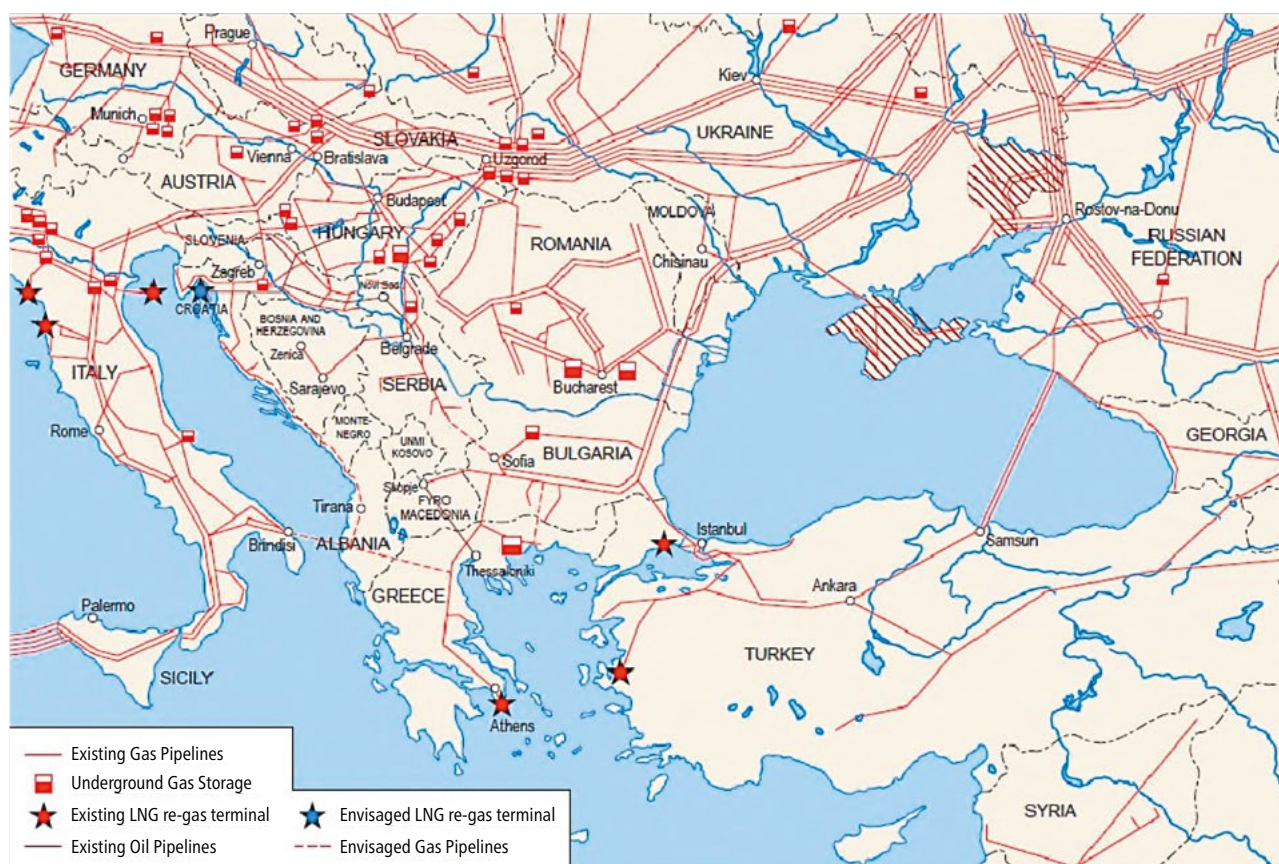 Prague
GERMANY
Kiev
Munich
SLOVAKIA
UKRAINE
Vienna
Bratislava
Uzgorod
AUSTRIA
Budapest
MOLDOVA
Rostov-na-Donu
HUNGARY
ROMANIA
SLOVENIA
RUSSIAN
FEDERATION
Zagreb
Chisinau
Novi Sad
CROATIA
BOSNIA AND
HERZEGOVINA
Belgrade
Zenica
ITALY
SERBIA
Bucharest
Sarajevo
MONTE-
NEGRO
Rome
UNMI
KOSOVO
GEORGIA
BULGARIA
Sofia
Skopje
Tirana
FYRO
MACEDONIA
Istanbul
Brindisi
ALBANIA
Samsun
Thessaloniki
Ankara
GREECE
Palermo
TURKEY
SICILY
Athens
SYRIA
Existing Gas Pipelines
Underground Gas Storage
Existing LNG re-gas terminal
Envisaged LNG re-gas terminal
Existing Oil Pipelines
Envisaged Gas Pipelines